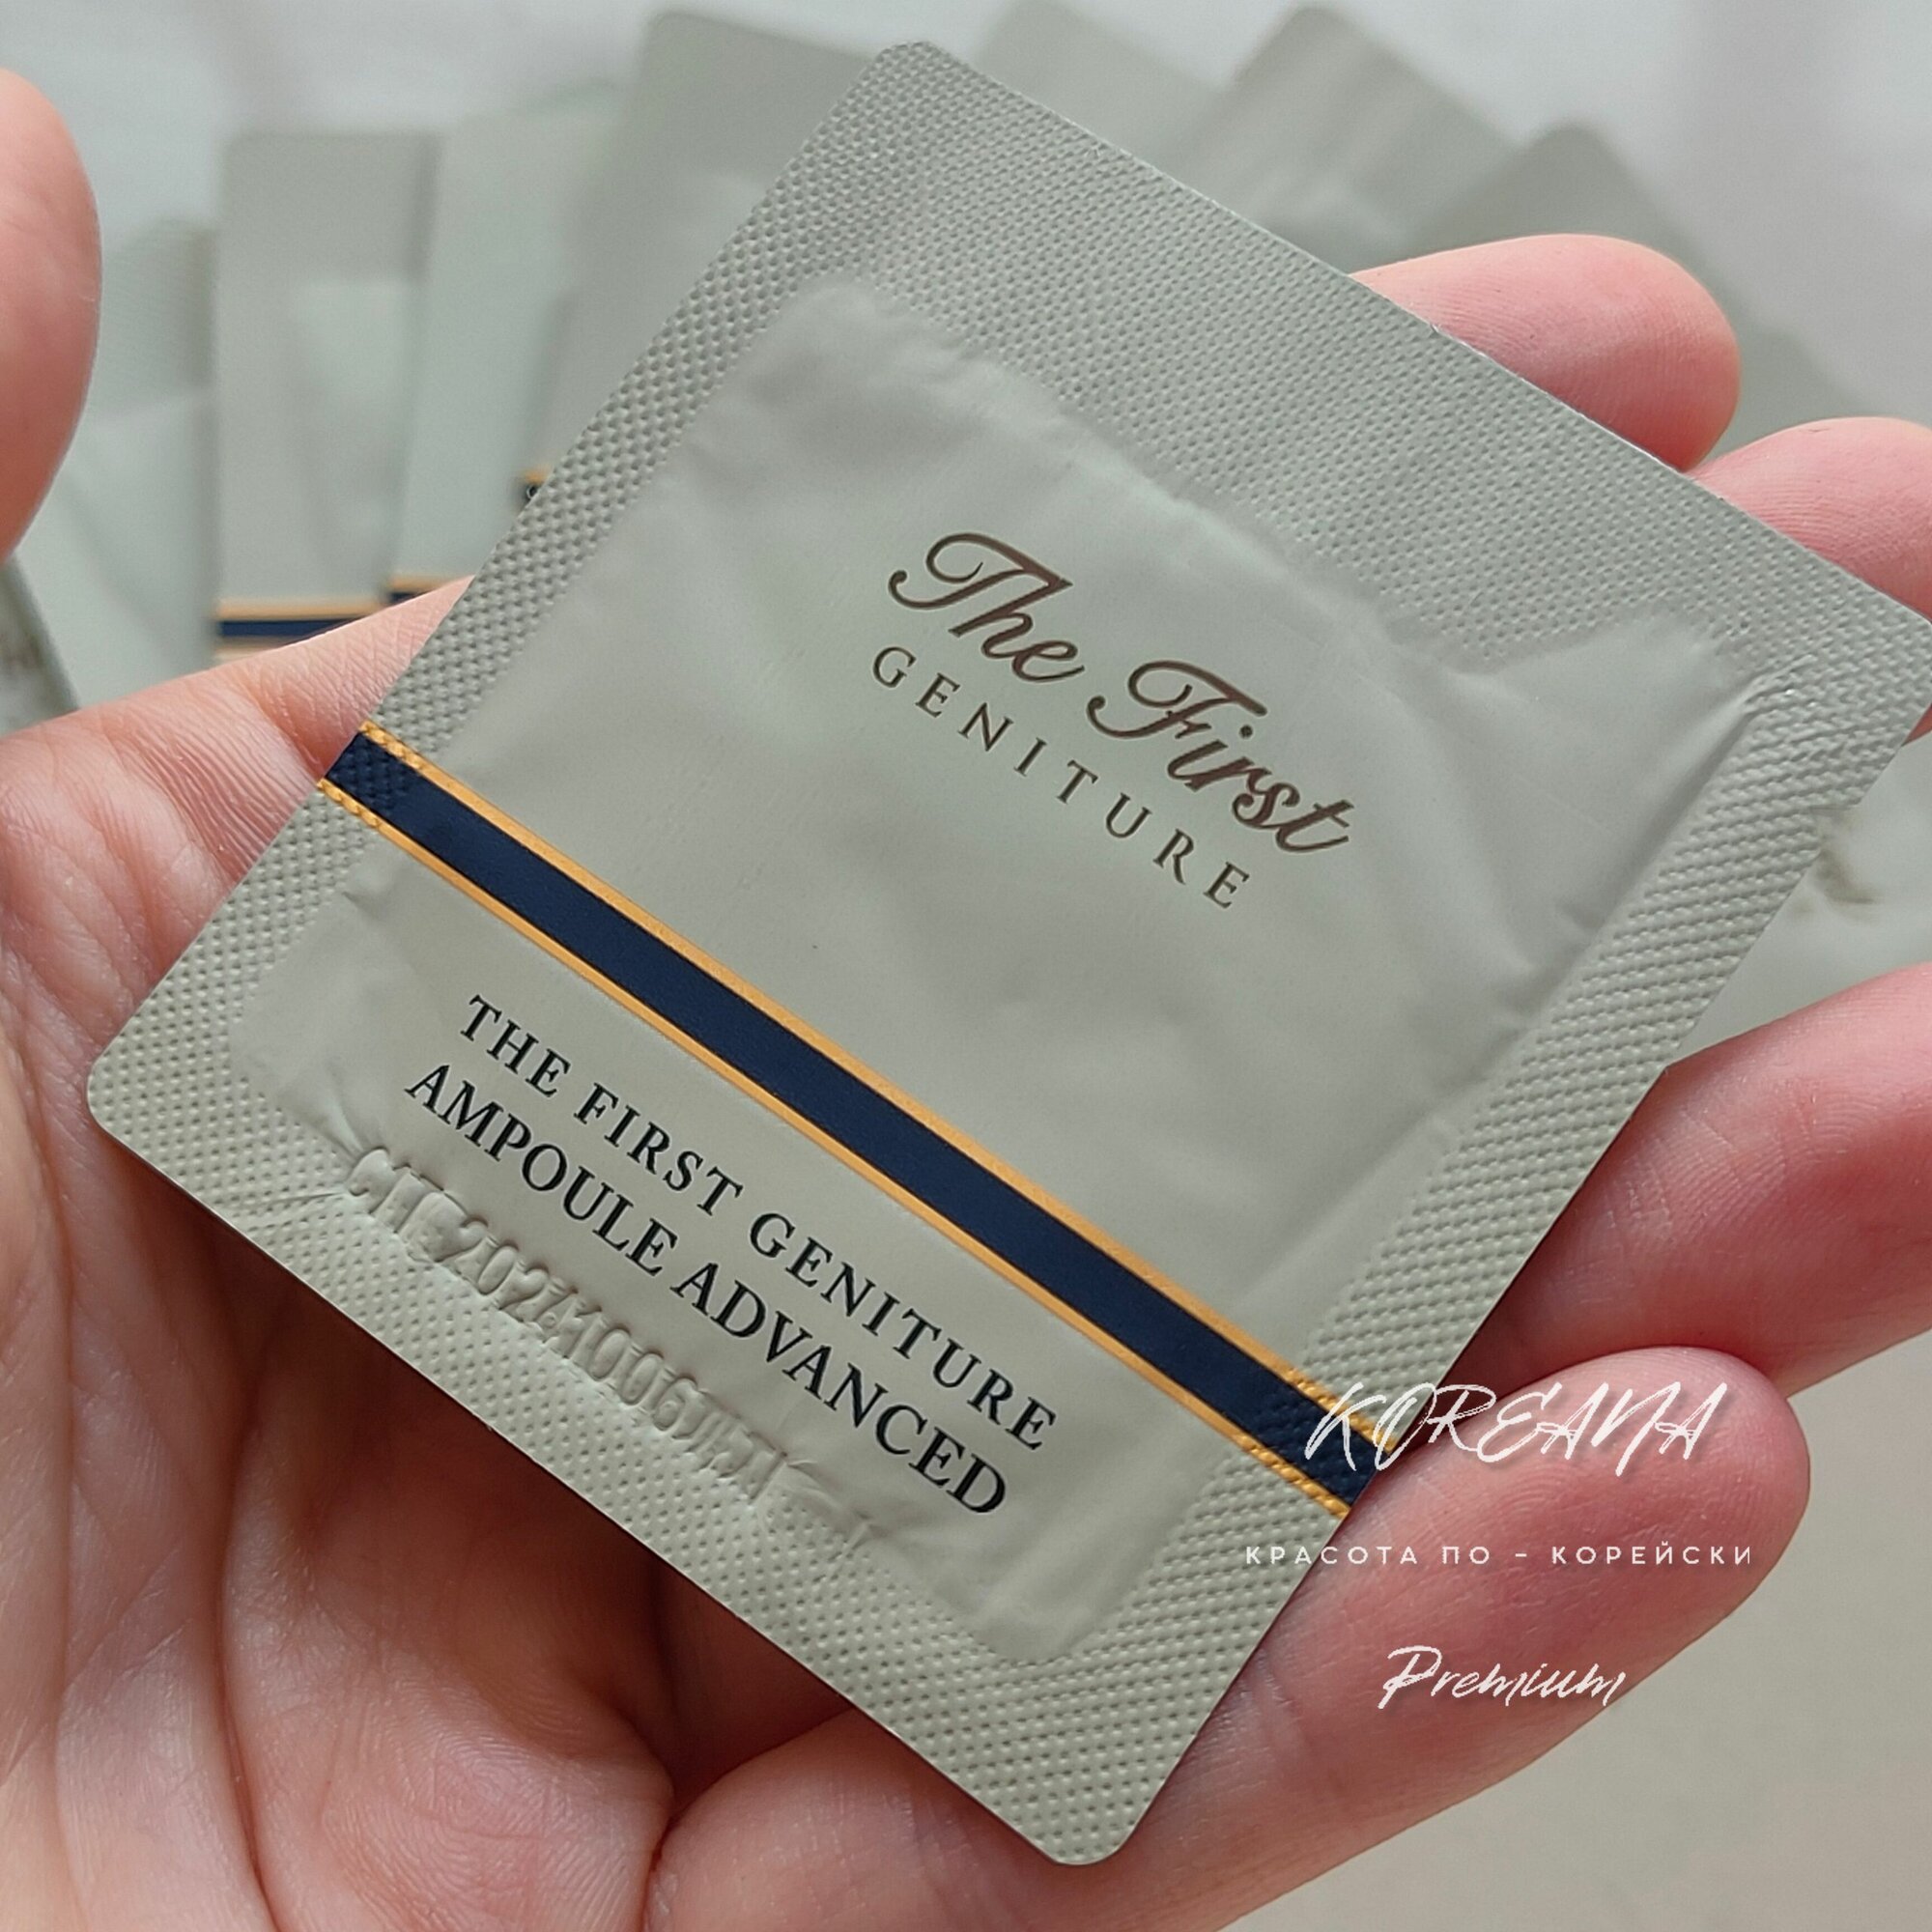 The First
GENITURE
THE FIRST GENITURE
AMPOULE ADVANCED
KOREANA
КРАСОТА ПО - КОРЕЙСКИ
Premium